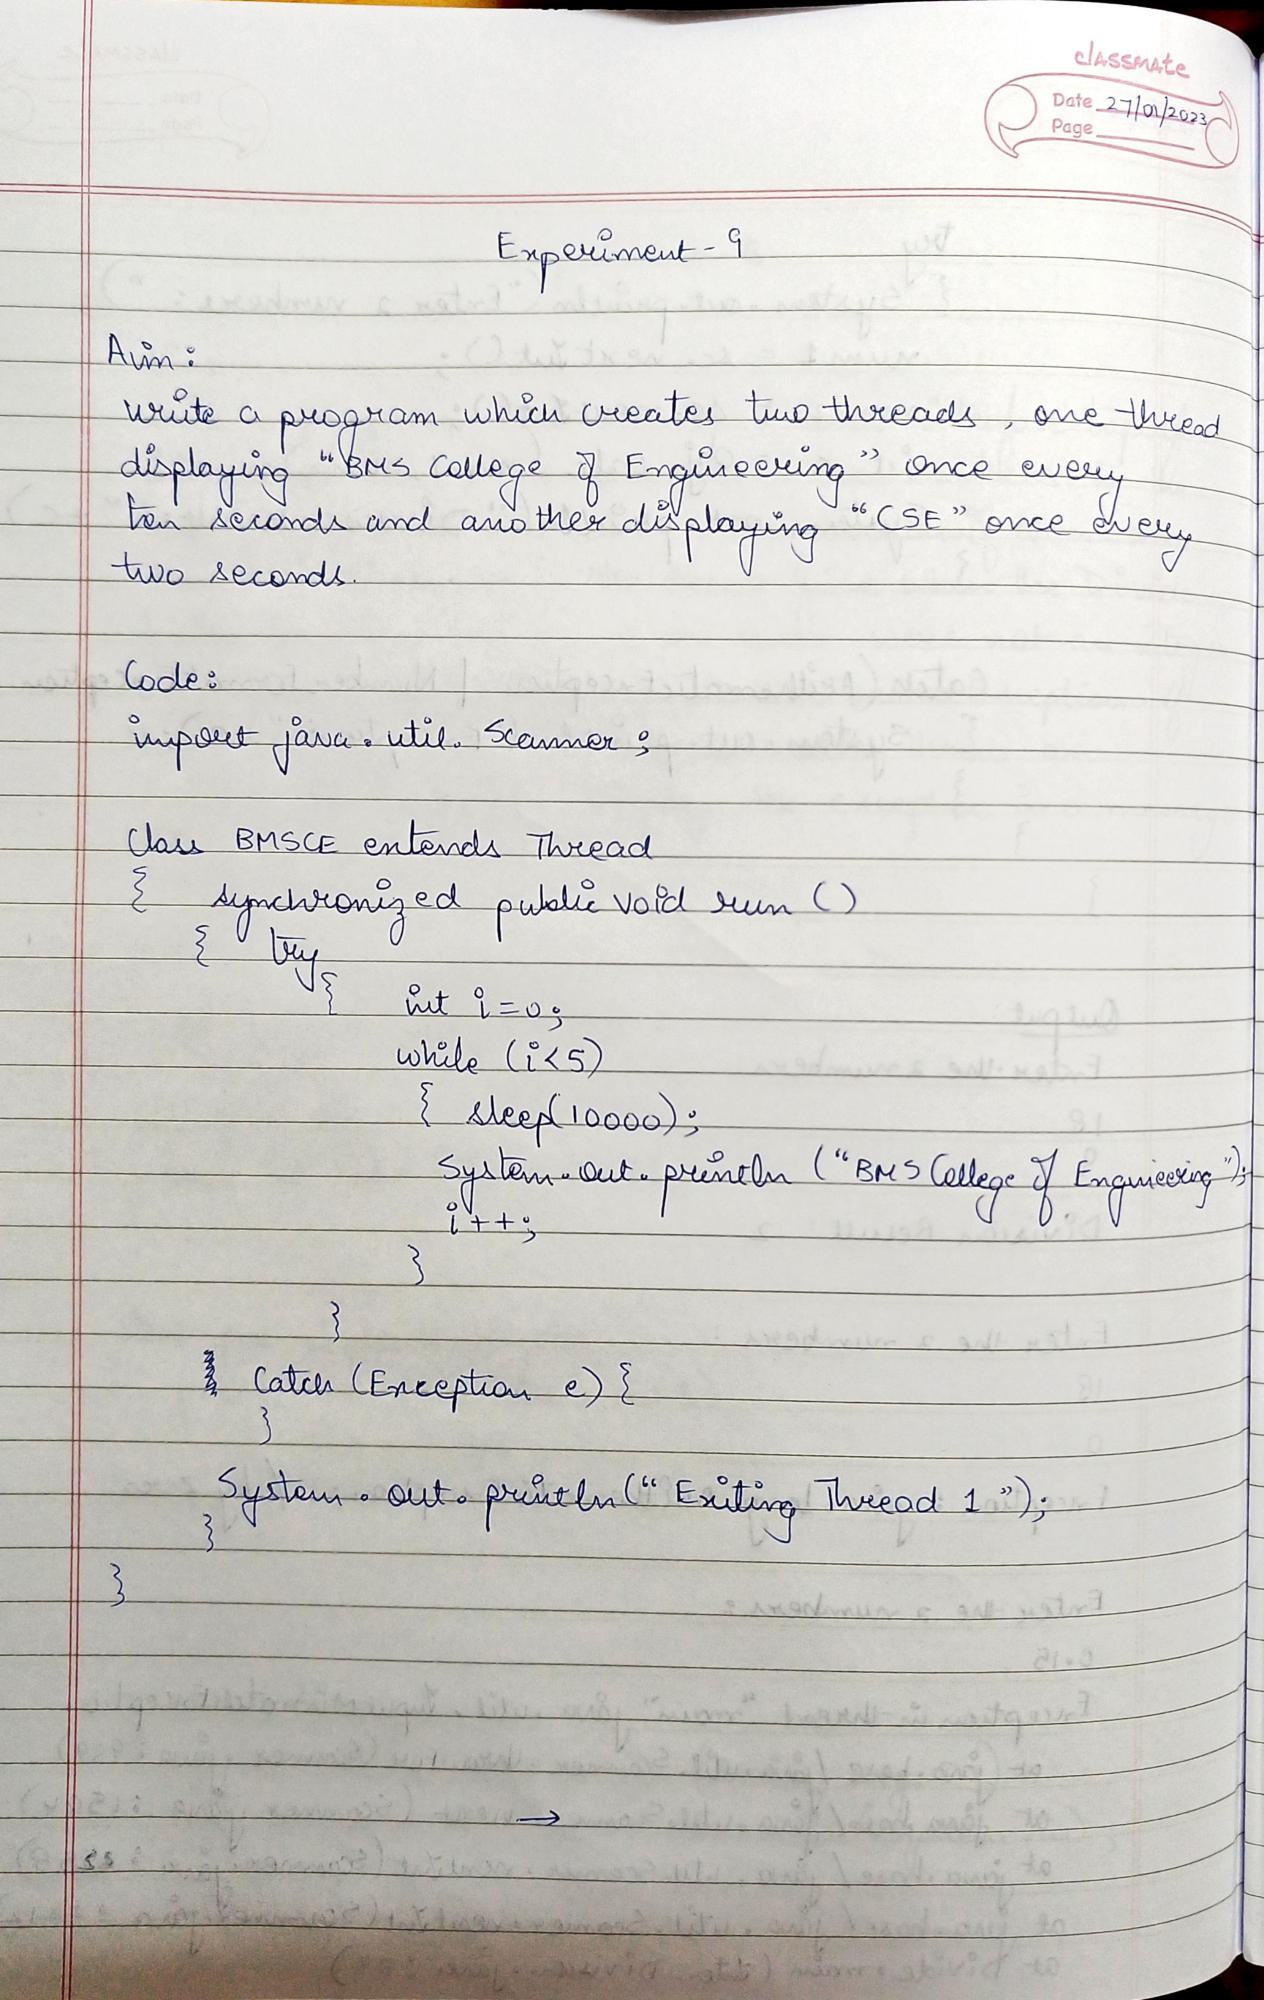 classmate
Date 27/01/2023
Page
Experiment - 9
Aim:
Write a program which creates two threads, one thread
displaying "BMS College of Engineering" once every
ten seconds and another displaying "CSE" once every
two seconds.
Code:
import java.util.Scanner;
Class BMSCE extends Thread
{ synchronized public void run ()
{ try
{ int i=0;
while (i<5)
{ sleep(10000);
System.out.println ("BMS College of Engineering");
i++;
}
}
Catch (Exception e) {
}
System.out.println("Exiting Thread 1");
}
}
→